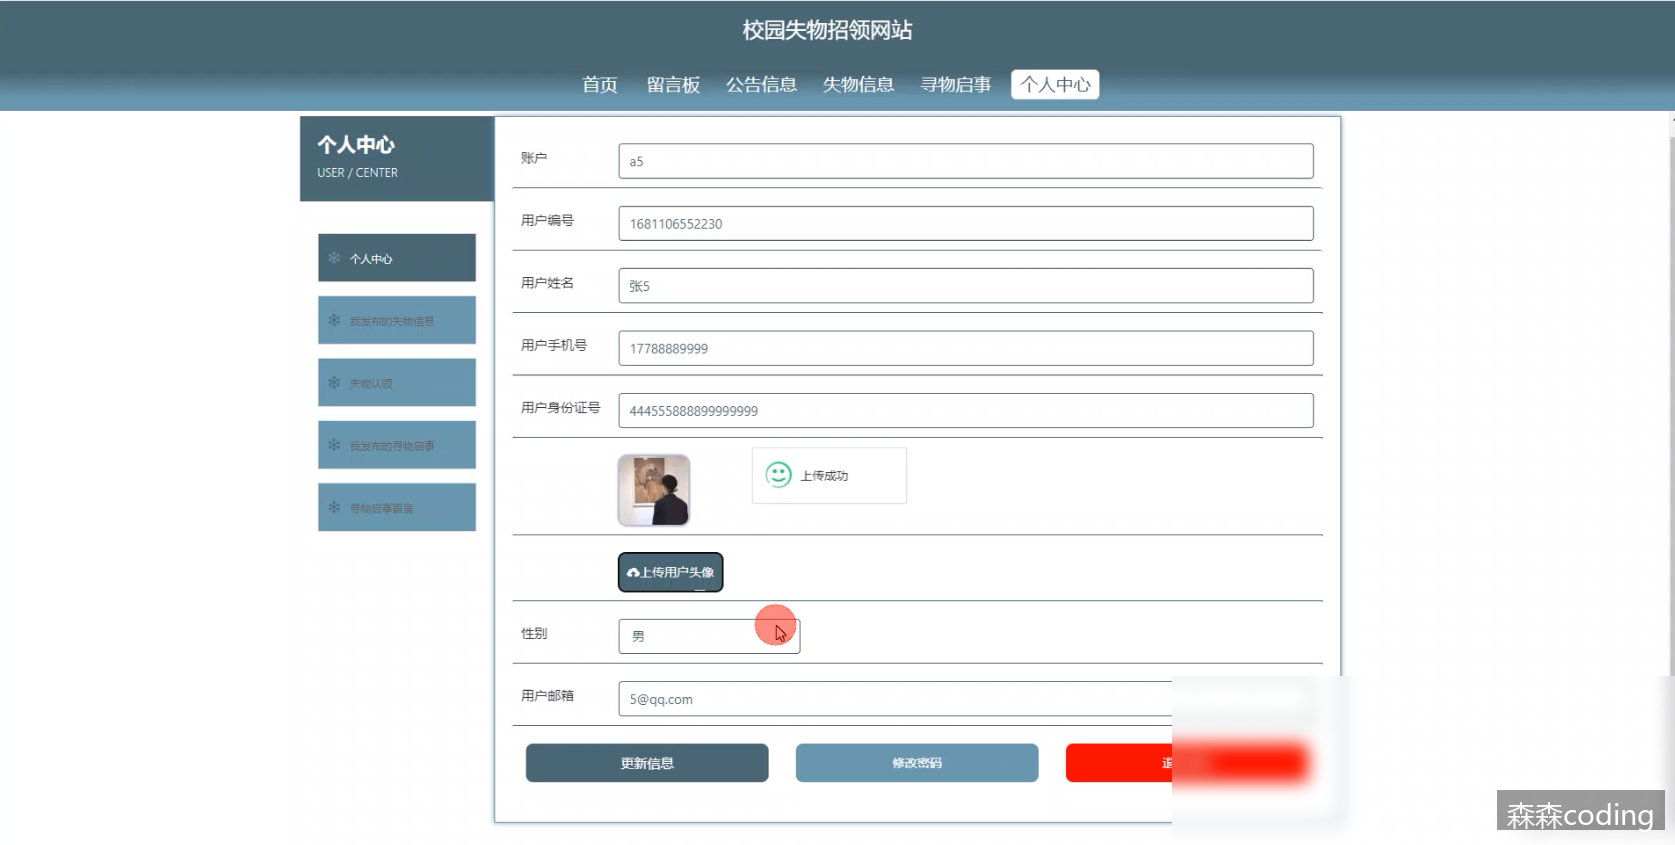 校园失物招领网站
首页 留言板 公告信息 失物信息 寻物启事 个人中心
个人中心
USER / CENTER
个人中心
我发布的失物信息
失物认领
我发布的寻物启事
寻物启事留言
账户 a5
用户编号 1681106552230
用户姓名 张5
用户手机号 17788889999
用户身份证号 444555888899999999
上传成功
上传用户头像
性别 男
用户邮箱 5@qq.com
更新信息 修改密码 退
森森coding